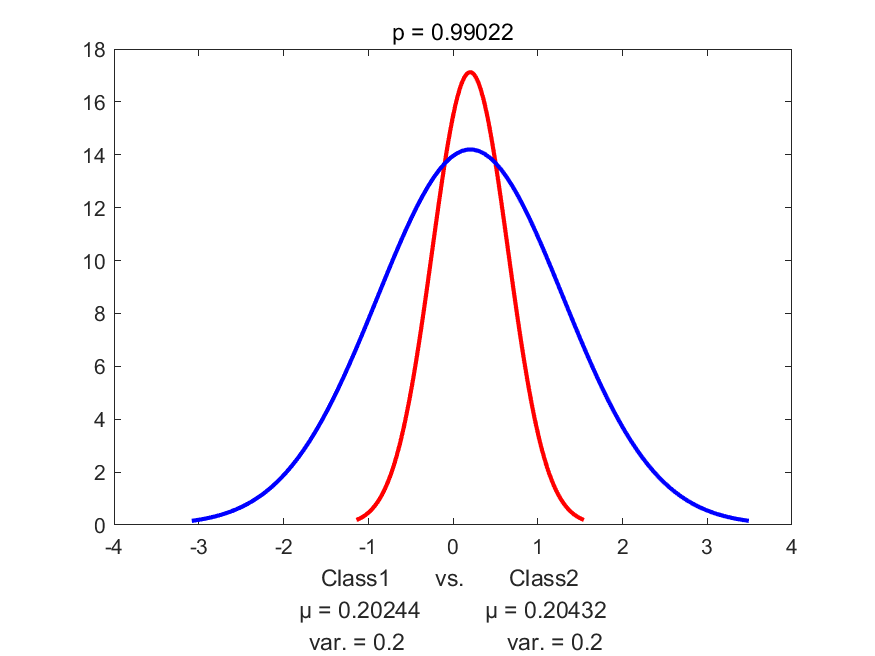 p = 0.99022
18
16
14
12
10
8
6
4
2
0
-4 -3 -2 -1 0 1 2 3 4
Class1 vs. Class2
μ = 0.20244 μ = 0.20432
var. = 0.2 var. = 0.2